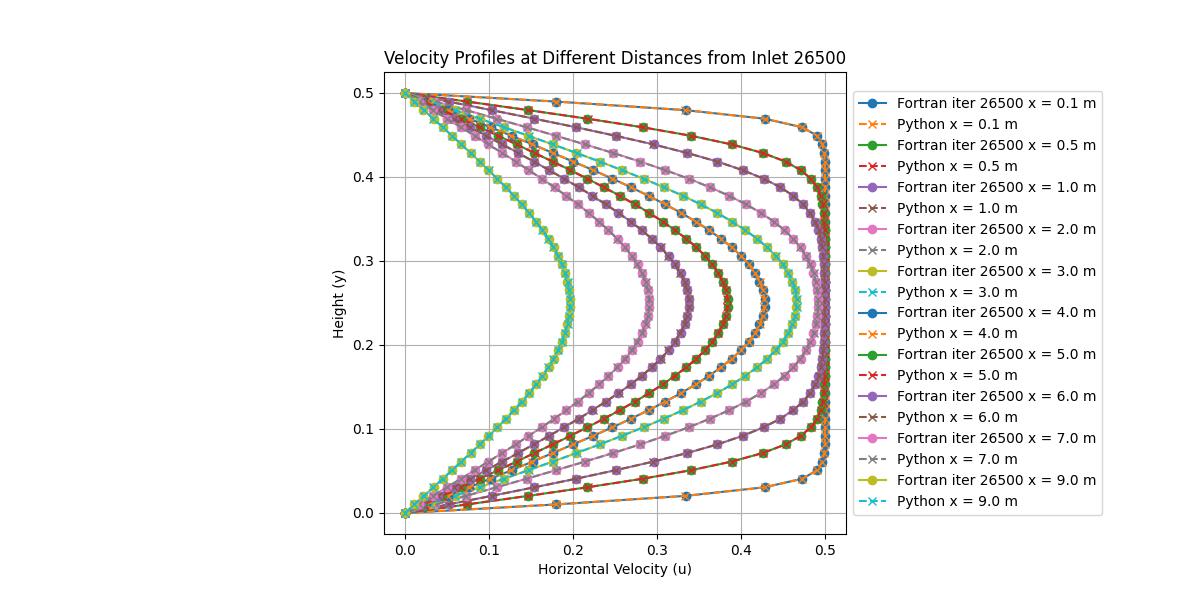 Velocity Profiles at Different Distances from Inlet 26500
Height (y)
0.5
0.4
0.3
0.2
0.1
0.0
0.0 0.1 0.2 0.3 0.4 0.5
Horizontal Velocity (u)
Fortran iter 26500 x = 0.1 m
Python x = 0.1 m
Fortran iter 26500 x = 0.5 m
Python x = 0.5 m
Fortran iter 26500 x = 1.0 m
Python x = 1.0 m
Fortran iter 26500 x = 2.0 m
Python x = 2.0 m
Fortran iter 26500 x = 3.0 m
Python x = 3.0 m
Fortran iter 26500 x = 4.0 m
Python x = 4.0 m
Fortran iter 26500 x = 5.0 m
Python x = 5.0 m
Fortran iter 26500 x = 6.0 m
Python x = 6.0 m
Fortran iter 26500 x = 7.0 m
Python x = 7.0 m
Fortran iter 26500 x = 9.0 m
Python x = 9.0 m